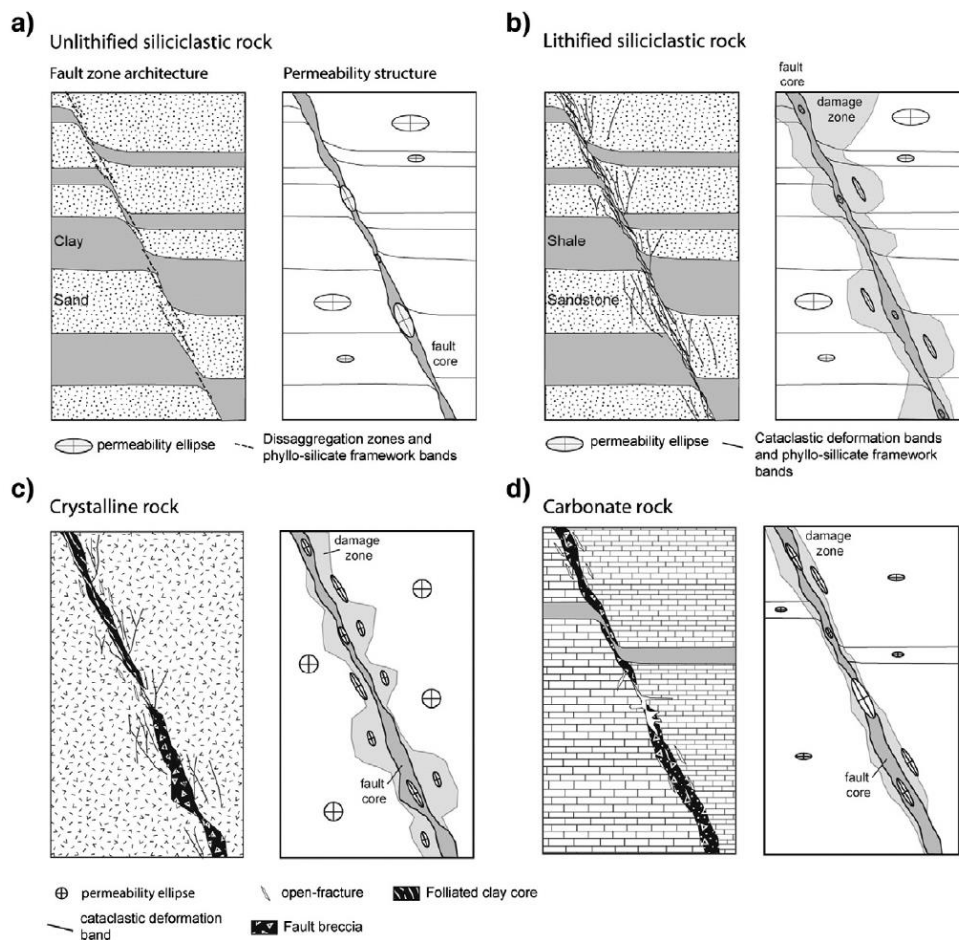 a)
Unlithified siliciclastic rock
Fault zone architecture
Permeability structure
Clay
Sand
fault
core
permeability ellipse
Dissaggregation zones and
phyllo-silicate framework
bands
b)
Lithified siliciclastic rock
fault
core
damage
zone
Shale
Sandstone
permeability ellipse
Cataclastic deformation bands
and phyllo-silicate framework
bands
c)
Crystalline rock
damage
zone
fault
core
d)
Carbonate rock
damage
zone
fault
core
permeability ellipse
open-fracture
Foliated clay core
cataclastic deformation
band
Fault breccia